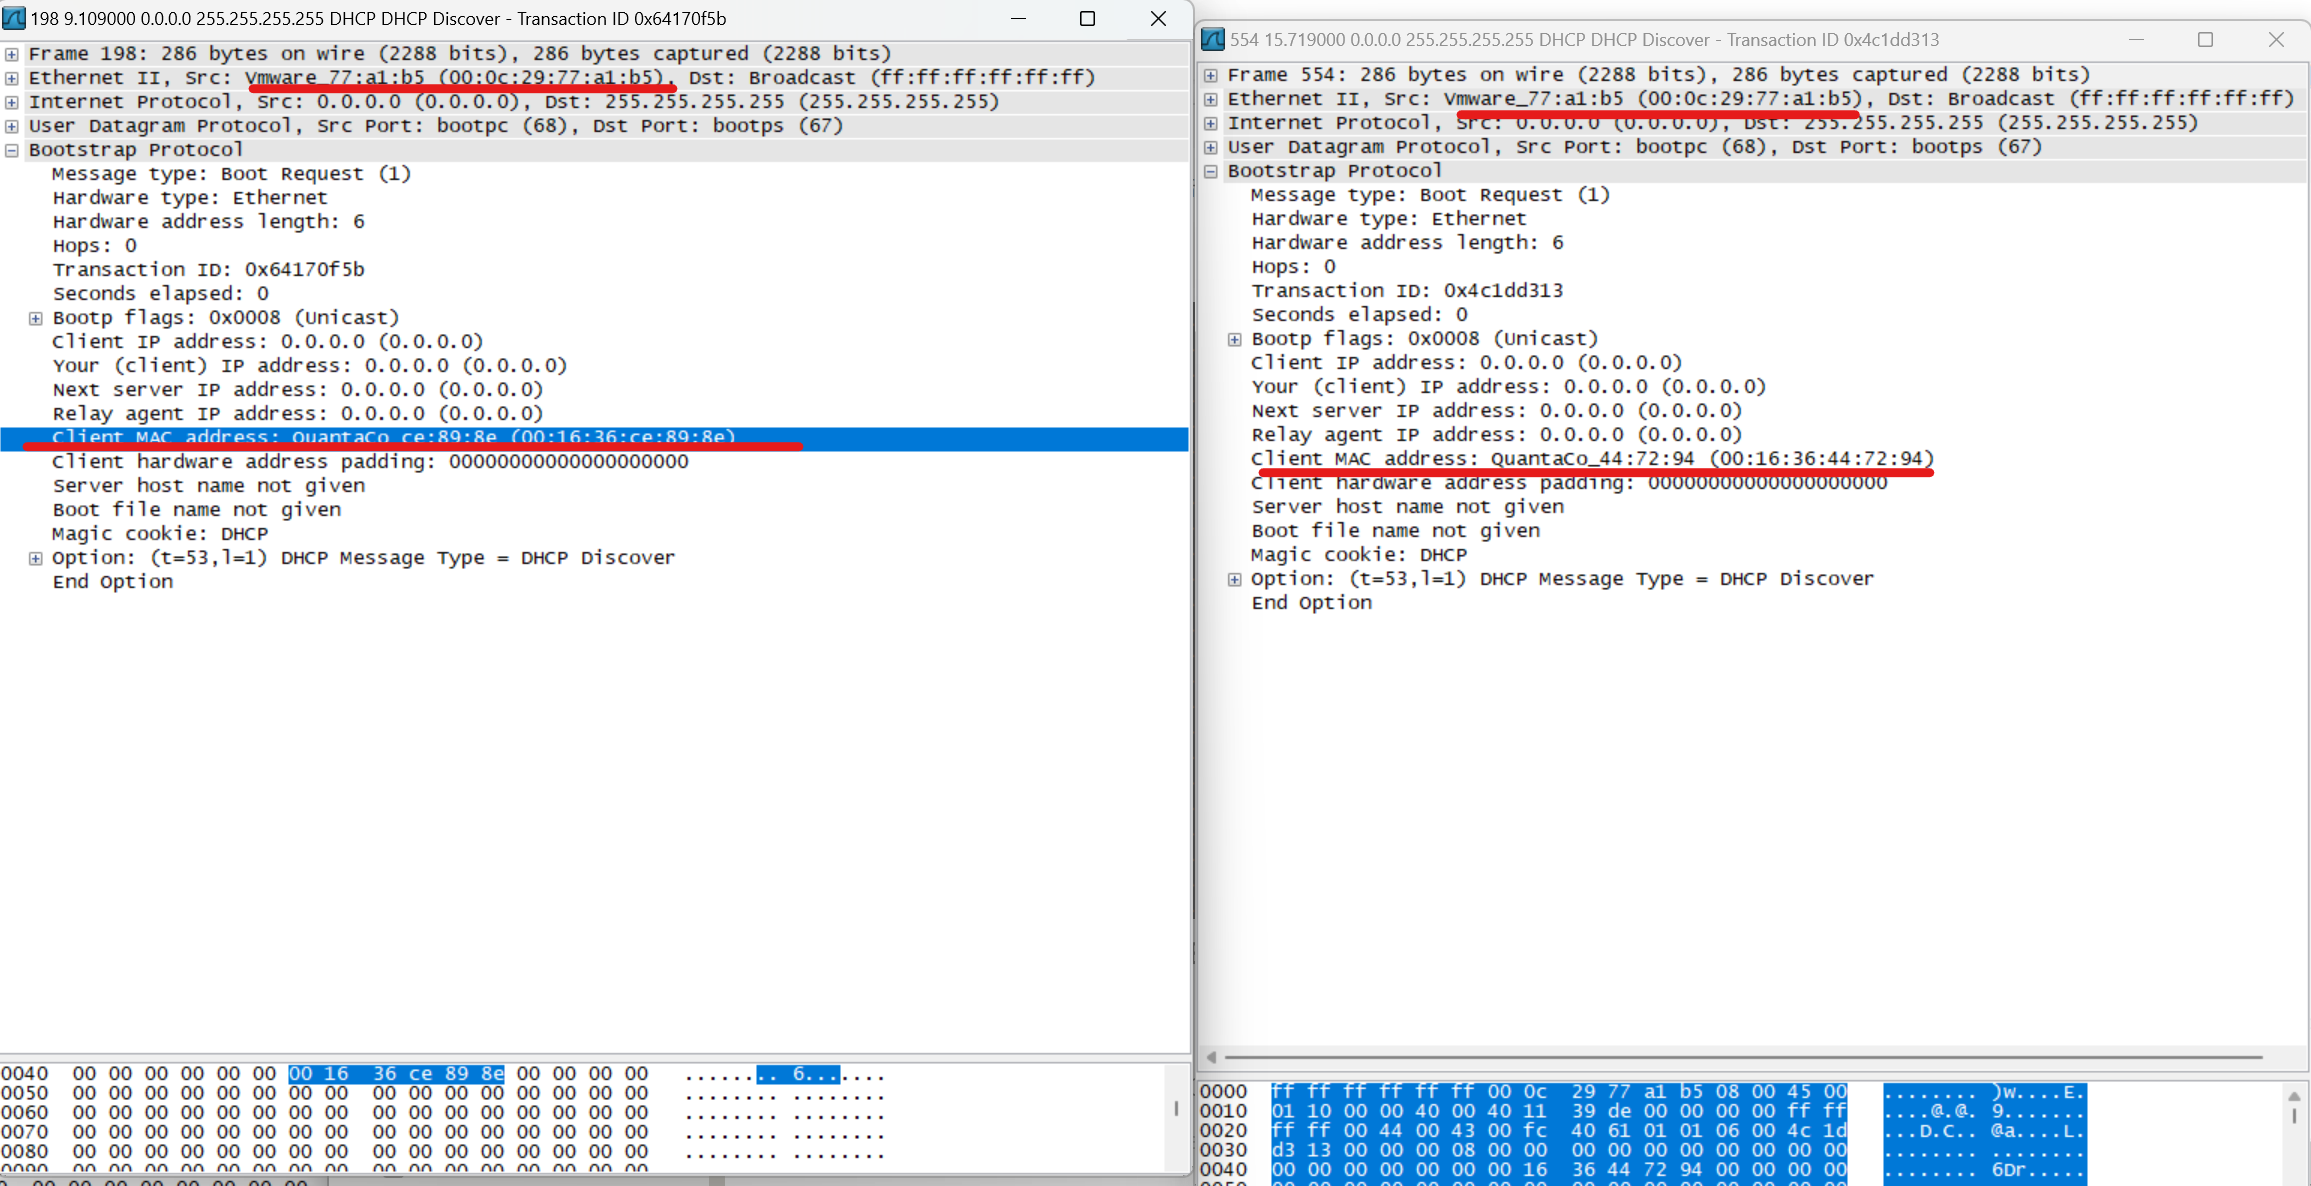 198 9.109000 0.0.0.0 255.255.255.255 DHCP DHCP Discover - Transaction ID 0x64170f5b
Frame 198: 286 bytes on wire (2288 bits), 286 bytes captured (2288 bits)
Ethernet II, Src: Vmware_77:a1:b5 (00:0c:29:77:a1:b5), Dst: Broadcast (ff:ff:ff:ff:ff:ff)
Internet Protocol, Src: 0.0.0.0 (0.0.0.0), Dst: 255.255.255.255 (255.255.255.255)
User Datagram Protocol, Src Port: bootpc (68), Dst Port: bootps (67)
Bootstrap Protocol
Message type: Boot Request (1)
Hardware type: Ethernet
Hardware address length: 6
Hops: 0
Transaction ID: 0x64170f5b
Seconds elapsed: 0
Bootp flags: 0x0008 (Unicast)
Client IP address: 0.0.0.0 (0.0.0.0)
Your (client) IP address: 0.0.0.0 (0.0.0.0)
Next server IP address: 0.0.0.0 (0.0.0.0)
Relay agent IP address: 0.0.0.0 (0.0.0.0)
Client MAC address: QuantaCo_ce:89:8e (00:16:36:ce:89:8e)
Client hardware address padding: 00000000000000000000
Server host name not given
Boot file name not given
Magic cookie: DHCP
Option: (t=53,l=1) DHCP Message Type = DHCP Discover
End Option
0040 00 00 00 00 00 00 00 16 36 ce 89 8e 00 00 00 00 ........ 6.......
0050 00 00 00 00 00 00 00 00 00 00 00 00 00 00 00 00 ........ ........
0060 00 00 00 00 00 00 00 00 00 00 00 00 00 00 00 00 ........ ........
0070 00 00 00 00 00 00 00 00 00 00 00 00 00 00 00 00 ........ ........
0080 00 00 00 00 00 00 00 00 00 00 00 00 00 00 00 00 ........ ........
0090 00 00 00 00 00 00 00 00 00 00 00 00 00 00 00 00
554 15.719000 0.0.0.0 255.255.255.255 DHCP DHCP Discover - Transaction ID 0x4c1dd313
Frame 554: 286 bytes on wire (2288 bits), 286 bytes captured (2288 bits)
Ethernet II, Src: Vmware_77:a1:b5 (00:0c:29:77:a1:b5), Dst: Broadcast (ff:ff:ff:ff:ff:ff)
Internet Protocol, Src: 0.0.0.0 (0.0.0.0), Dst: 255.255.255.255 (255.255.255.255)
User Datagram Protocol, Src Port: bootpc (68), Dst Port: bootps (67)
Bootstrap Protocol
Message type: Boot Request (1)
Hardware type: Ethernet
Hardware address length: 6
Hops: 0
Transaction ID: 0x4c1dd313
Seconds elapsed: 0
Bootp flags: 0x0008 (Unicast)
Client IP address: 0.0.0.0 (0.0.0.0)
Your (client) IP address: 0.0.0.0 (0.0.0.0)
Next server IP address: 0.0.0.0 (0.0.0.0)
Relay agent IP address: 0.0.0.0 (0.0.0.0)
Client MAC address: QuantaCo_44:72:94 (00:16:36:44:72:94)
Client hardware address padding: 00000000000000000000
Server host name not given
Boot file name not given
Magic cookie: DHCP
Option: (t=53,l=1) DHCP Message Type = DHCP Discover
End Option
0000 ff ff ff ff ff ff 00 0c 29 77 a1 b5 08 00 45 00 ........ )w....E.
0010 01 10 00 00 40 00 40 11 39 de 00 00 00 00 ff ff ....@.@. 9.......
0020 ff ff 00 44 00 43 00 fc 40 61 01 01 06 00 4c 1d ...D.C.. @a....L.
0030 d3 13 00 00 00 08 00 00 00 00 00 00 00 00 00 00 ........ ........
0040 00 00 00 00 00 00 00 16 36 44 72 94 00 00 00 00 ........ 6Dr.....